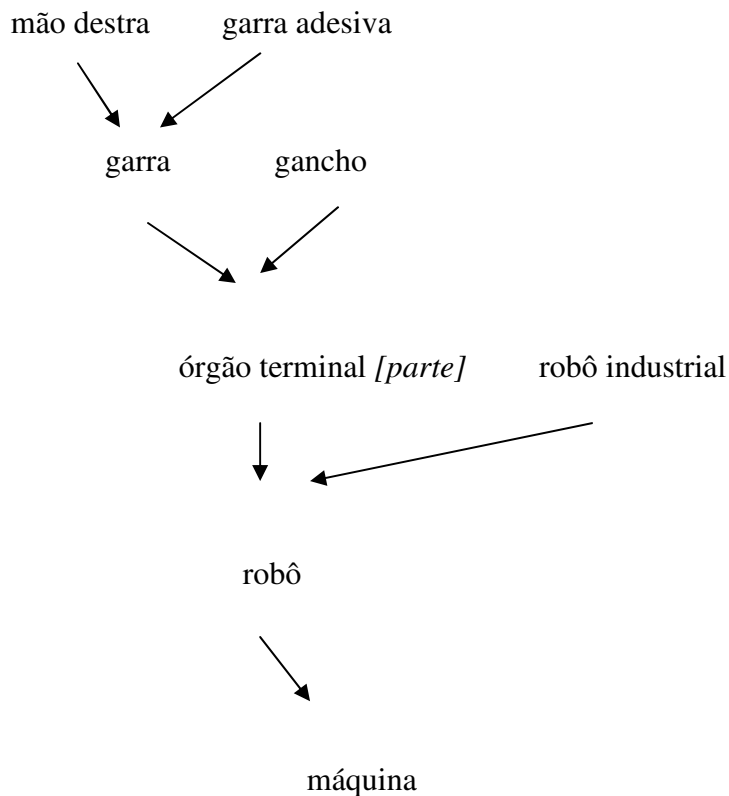 mão destra garra adesiva
garra gancho
órgão terminal [parte] robô industrial
robô
máquina